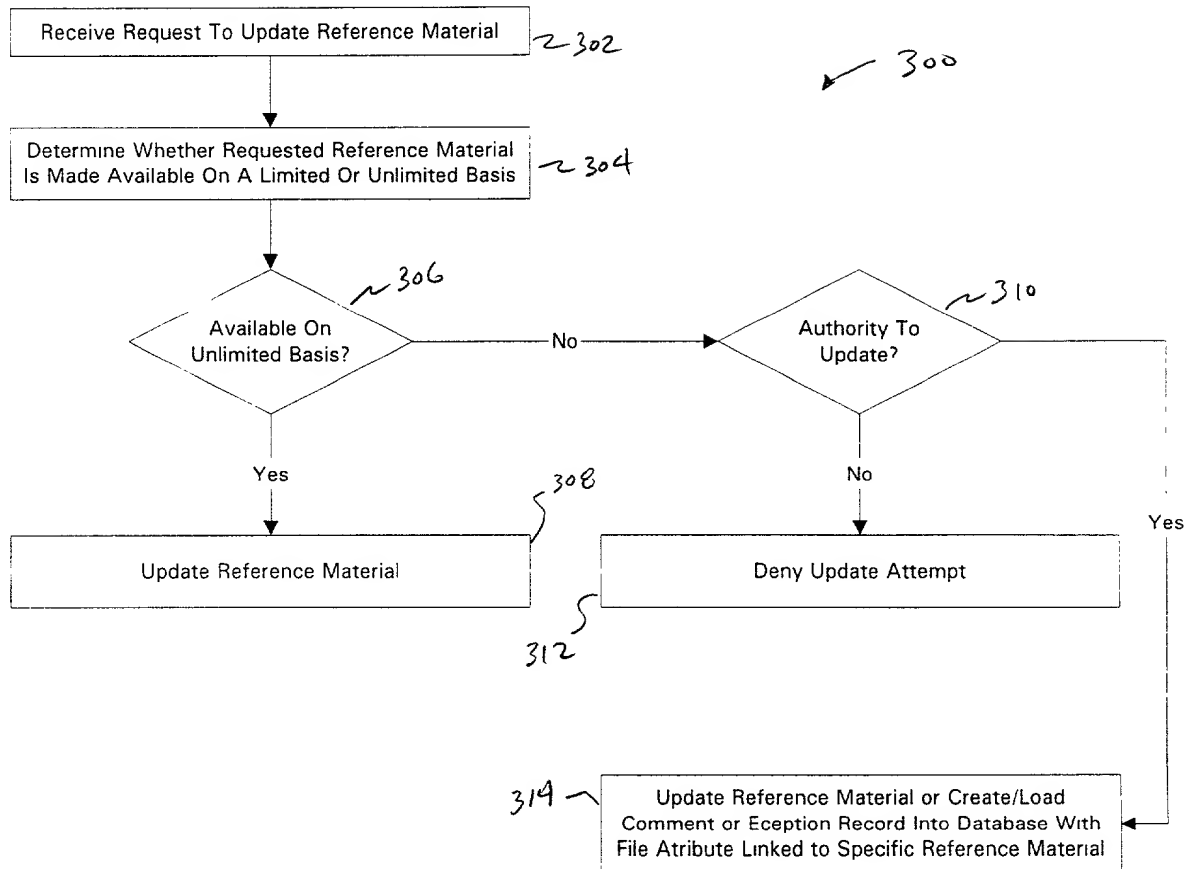 Receive Request To Update Reference Material
302
300
Determine Whether Requested Reference Material
Is Made Available On A Limited Or Unlimited Basis
304
306
Available On
Unlimited Basis?
No
310
Authority To
Update?
Yes
No
Yes
308
Update Reference Material
Deny Update Attempt
312
314
Update Reference Material or Create/Load
Comment or Eception Record Into Database With
File Atribute Linked to Specific Reference Material